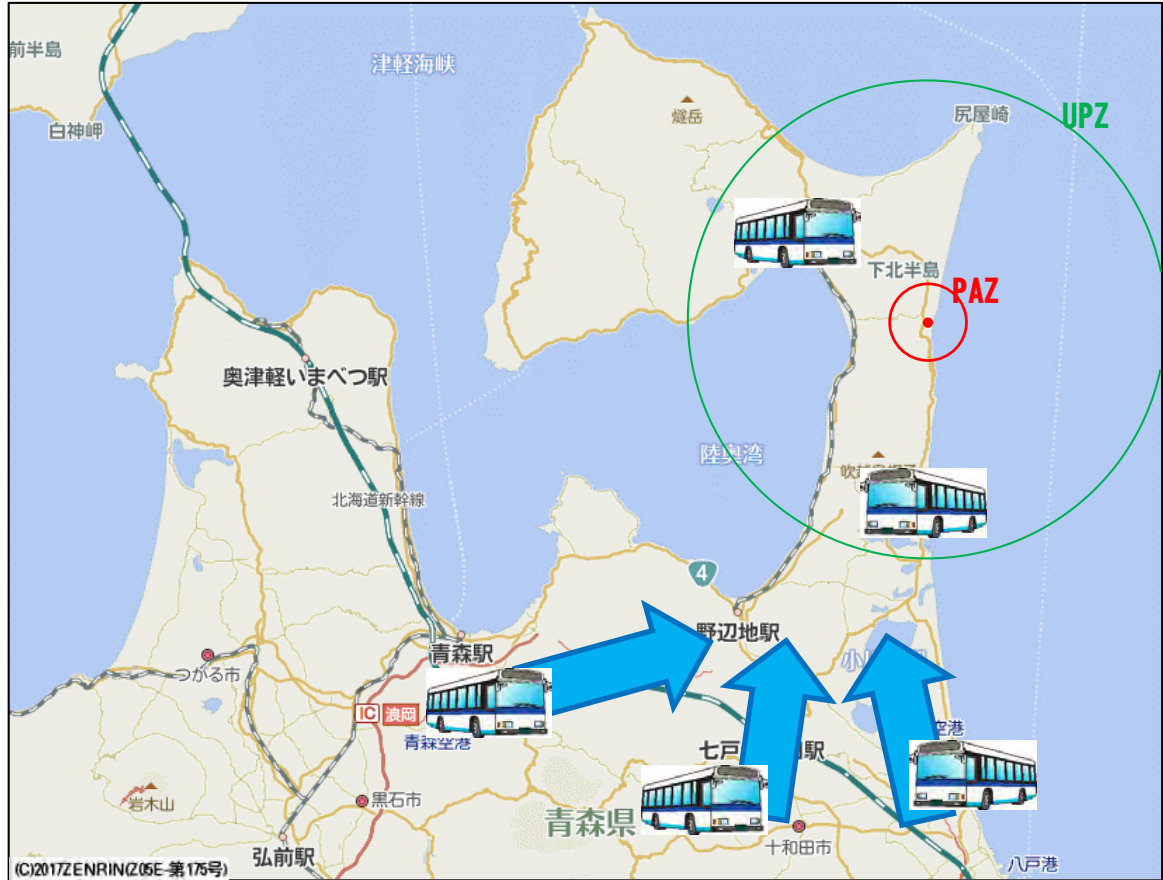 前半島
津軽海峡
白神岬
燧岳
尻屋崎
UPZ
下北半島
PAZ
奥津軽いまべつ駅
陸奥湾
北海道新幹線
4
野辺地駅
青森駅
つがる市
IC 浪岡
青森空港
空港
七戸
駅
岩木山
黒石市
青森県
十和田市
弘前駅
八戸港
(C)2017ZENRIN(Z05E-第175号)